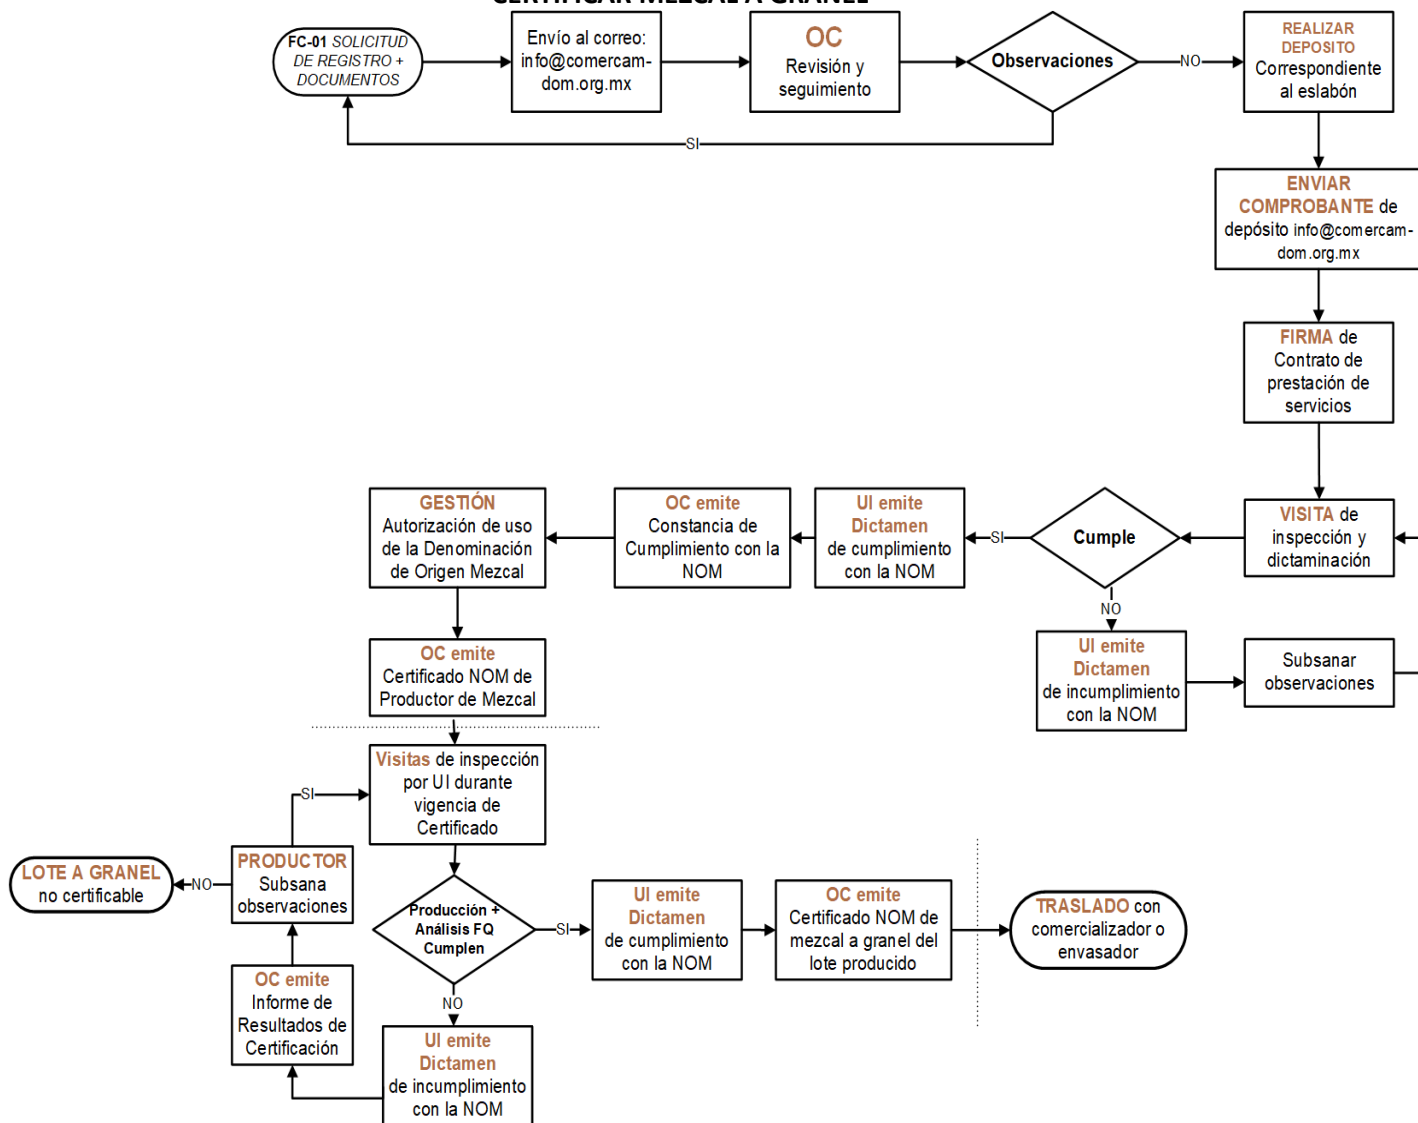 CERTIFICAR MEZCAL A GRANEL
FC-01 SOLICITUD
DE REGISTRO +
DOCUMENTOS
Envío al correo:
info@comercam-
dom.org.mx
OC
Revisión y
seguimiento
Observaciones
NO
REALIZAR
DEPOSITO
Correspondiente
al eslabón
SI
ENVIAR
COMPROBANTE de
depósito info@comercam-
dom.org.mx
FIRMA de
Contrato de
prestación de
servicios
VISITA de
inspección y
dictaminación
Cumple
SI
UI emite
Dictamen
de cumplimiento
con la NOM
OC emite
Constancia de
Cumplimiento con la
NOM
GESTIÓN
Autorización de uso
de la Denominación
de Origen Mezcal
NO
UI emite
Dictamen
de incumplimiento
con la NOM
Subsanar
observaciones
OC emite
Certificado NOM de
Productor de Mezcal
Visitas de inspección
por UI durante
vigencia de
Certificado
SI
PRODUCTOR
Subsana
observaciones
NO
LOTE A GRANEL
no certificable
Producción +
Análisis FQ
Cumplen
SI
UI emite
Dictamen
de cumplimiento
con la NOM
OC emite
Certificado NOM de
mezcal a granel del
lote producido
TRASLADO con
comercializador o
envasador
NO
UI emite
Dictamen
de incumplimiento
con la NOM
OC emite
Informe de
Resultados de
Certificación